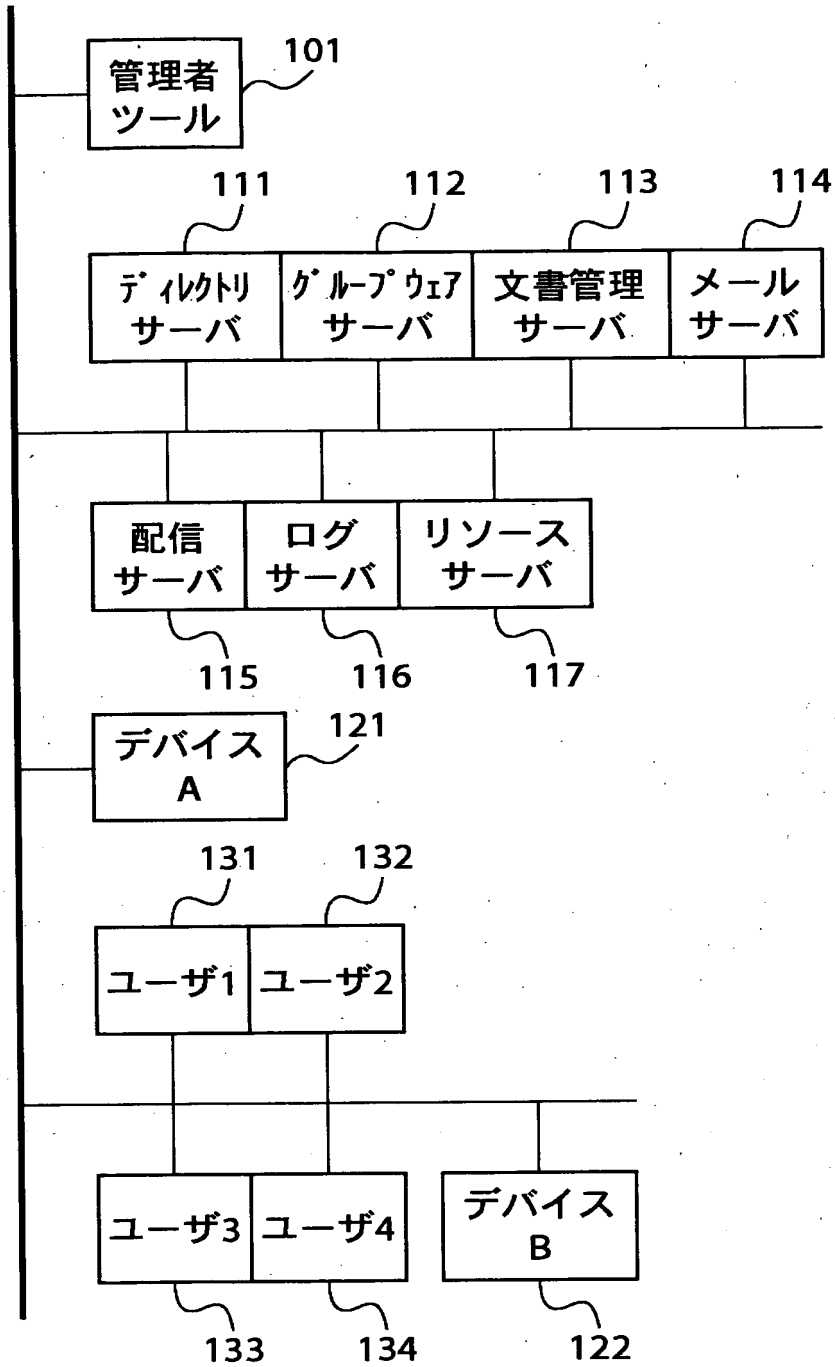 管理者
ツール
101
111
112
113
114
ディレクトリ
サーバ
グループウェア
サーバ
文書管理
サーバ
メール
サーバ
配信
サーバ
ログ
サーバ
リソース
サーバ
115
116
117
デバイス
A
121
131
132
ユーザ1
ユーザ2
ユーザ3
ユーザ4
デバイス
B
133
134
122